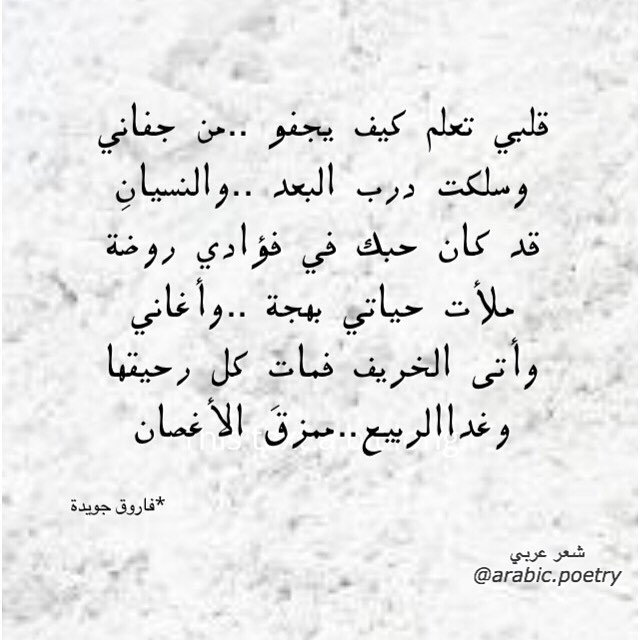 قلبي تعلم كيف يجفو ..من جفاني
وسلكت درب البعد ..والنسيانِ
قد كان حبك في فؤادي روضة
ملأت حياتي بهجة ..وأغاني
وأتى الخريف فمات كل رحيقها
وغداالربيع..ممزقَ الأغصان
*فاروق جويدة
شعر عربي
@arabic.poetry